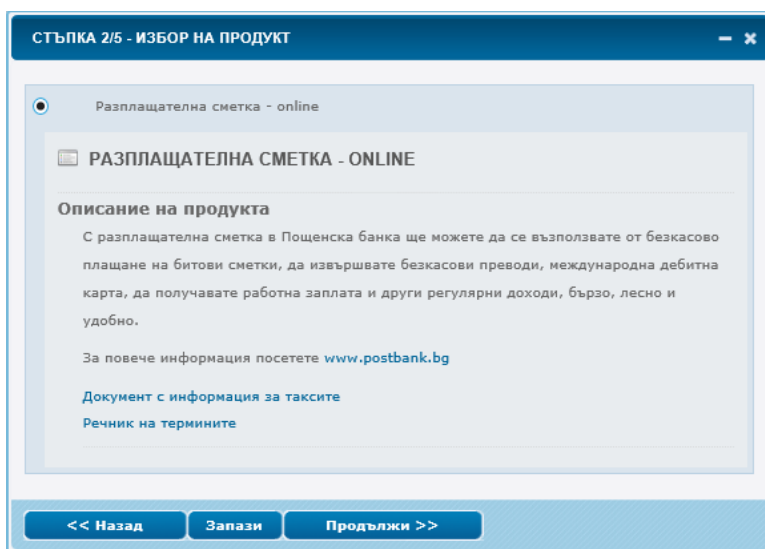 СТЪПКА 2/5 - ИЗБОР НА ПРОДУКТ
Разплащателна сметка - online
РАЗПЛАЩАТЕЛНА СМЕТКА - ONLINE
Описание на продукта
С разплащателна сметка в Пощенска банка ще можете да се възползвате от безкасово
плащане на битови сметки, да извършвате безкасови преводи, международна дебитна
карта, да получавате работна заплата и други регулярни доходи, бързо, лесно и
удобно.
За повече информация посетете www.postbank.bg
Документ с информация за таксите
Речник на термините
<< Назад Запази Продължи >>